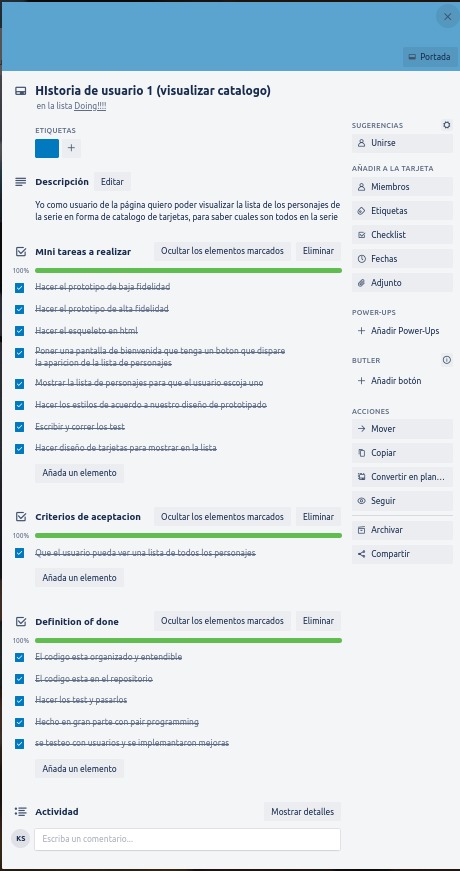 Portada
HIstoria de usuario 1 (visualizar catalogo)
en la lista Doing!!!!
ETIQUETAS
+
Descripción Editar
Yo como usuario de la página quiero poder visualizar la lista de los personajes de
la serie en forma de catalogo de tarjetas, para saber cuales son todos en la serie
MIni tareas a realizar Ocultar los elementos marcados Eliminar
100%
Hacer el prototipo de baja fidelidad
Hacer el prototipo de alta fidelidad
Hacer el esqueleto en html
Poner una pantalla de bienvenida que tenga un boton que dispare
la aparicion de la lista de personajes
Mostrar la lista de personajes para que el usuario escoja uno
Hacer los estilos de acuerdo a nuestro diseño de prototipado
Escribir y correr los test
Hacer diseño de tarjetas para mostrar en la lista
Añada un elemento
Criterios de aceptacion Ocultar los elementos marcados Eliminar
100%
Que el usuario pueda ver una lista de todos los personajes
Añada un elemento
Definition of done Ocultar los elementos marcados Eliminar
100%
El codigo esta organizado y entendible
El codigo esta en el repositorio
Hacer los test y pasarlos
Hecho en gran parte con pair programming
se testeo con usuarios y se implemantaron mejoras
Añada un elemento
Actividad Mostrar detalles
KS Escriba un comentario...
SUGERENCIAS
Unirse
AÑADIR A LA TARJETA
Miembros
Etiquetas
Checklist
Fechas
Adjunto
POWER-UPS
+ Añadir Power-Ups
BUTLER
+ Añadir botón
ACCIONES
Mover
Copiar
Convertir en plan...
Seguir
Archivar
Compartir